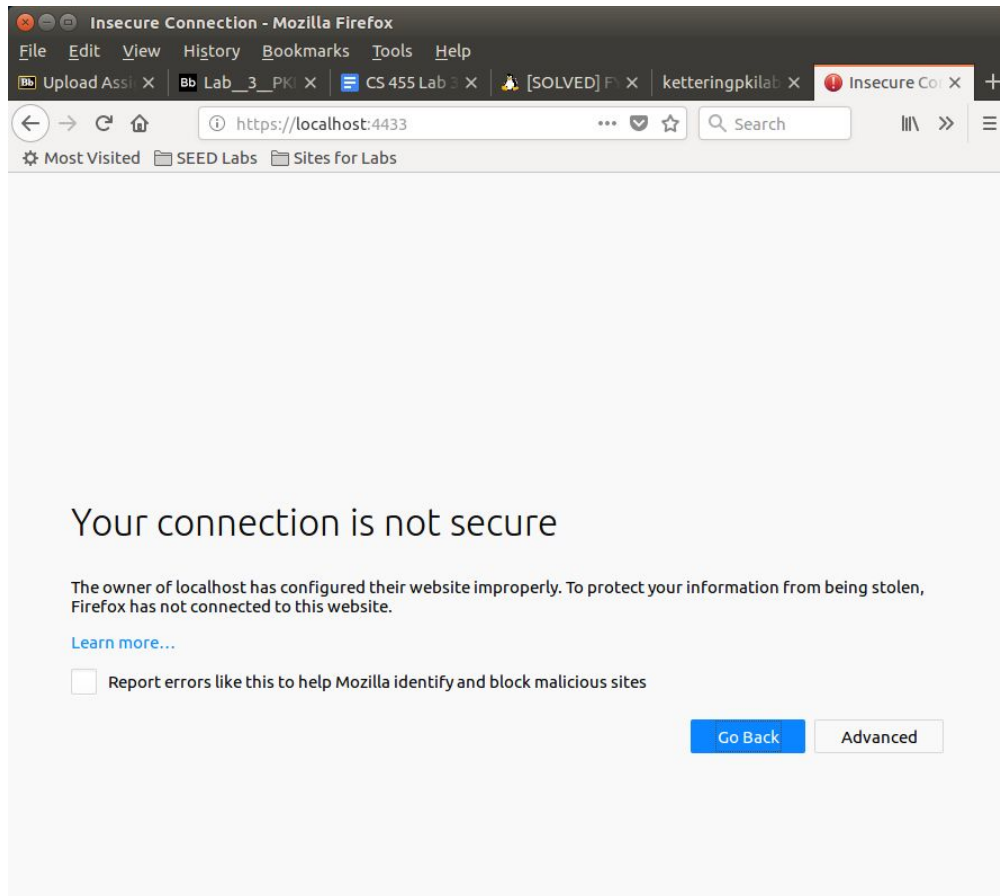 Insecure Connection - Mozilla Firefox
File Edit View History Bookmarks Tools Help
Bb Upload Assi Bb Lab__3__PKI CS 455 Lab 3 [SOLVED] F ketteringpkilab Insecure Con
https://localhost:4433 Search
Most Visited SEED Labs Sites for Labs
Your connection is not secure
The owner of localhost has configured their website improperly. To protect your information from being stolen,
Firefox has not connected to this website.
Learn more…
Report errors like this to help Mozilla identify and block malicious sites
Go Back Advanced